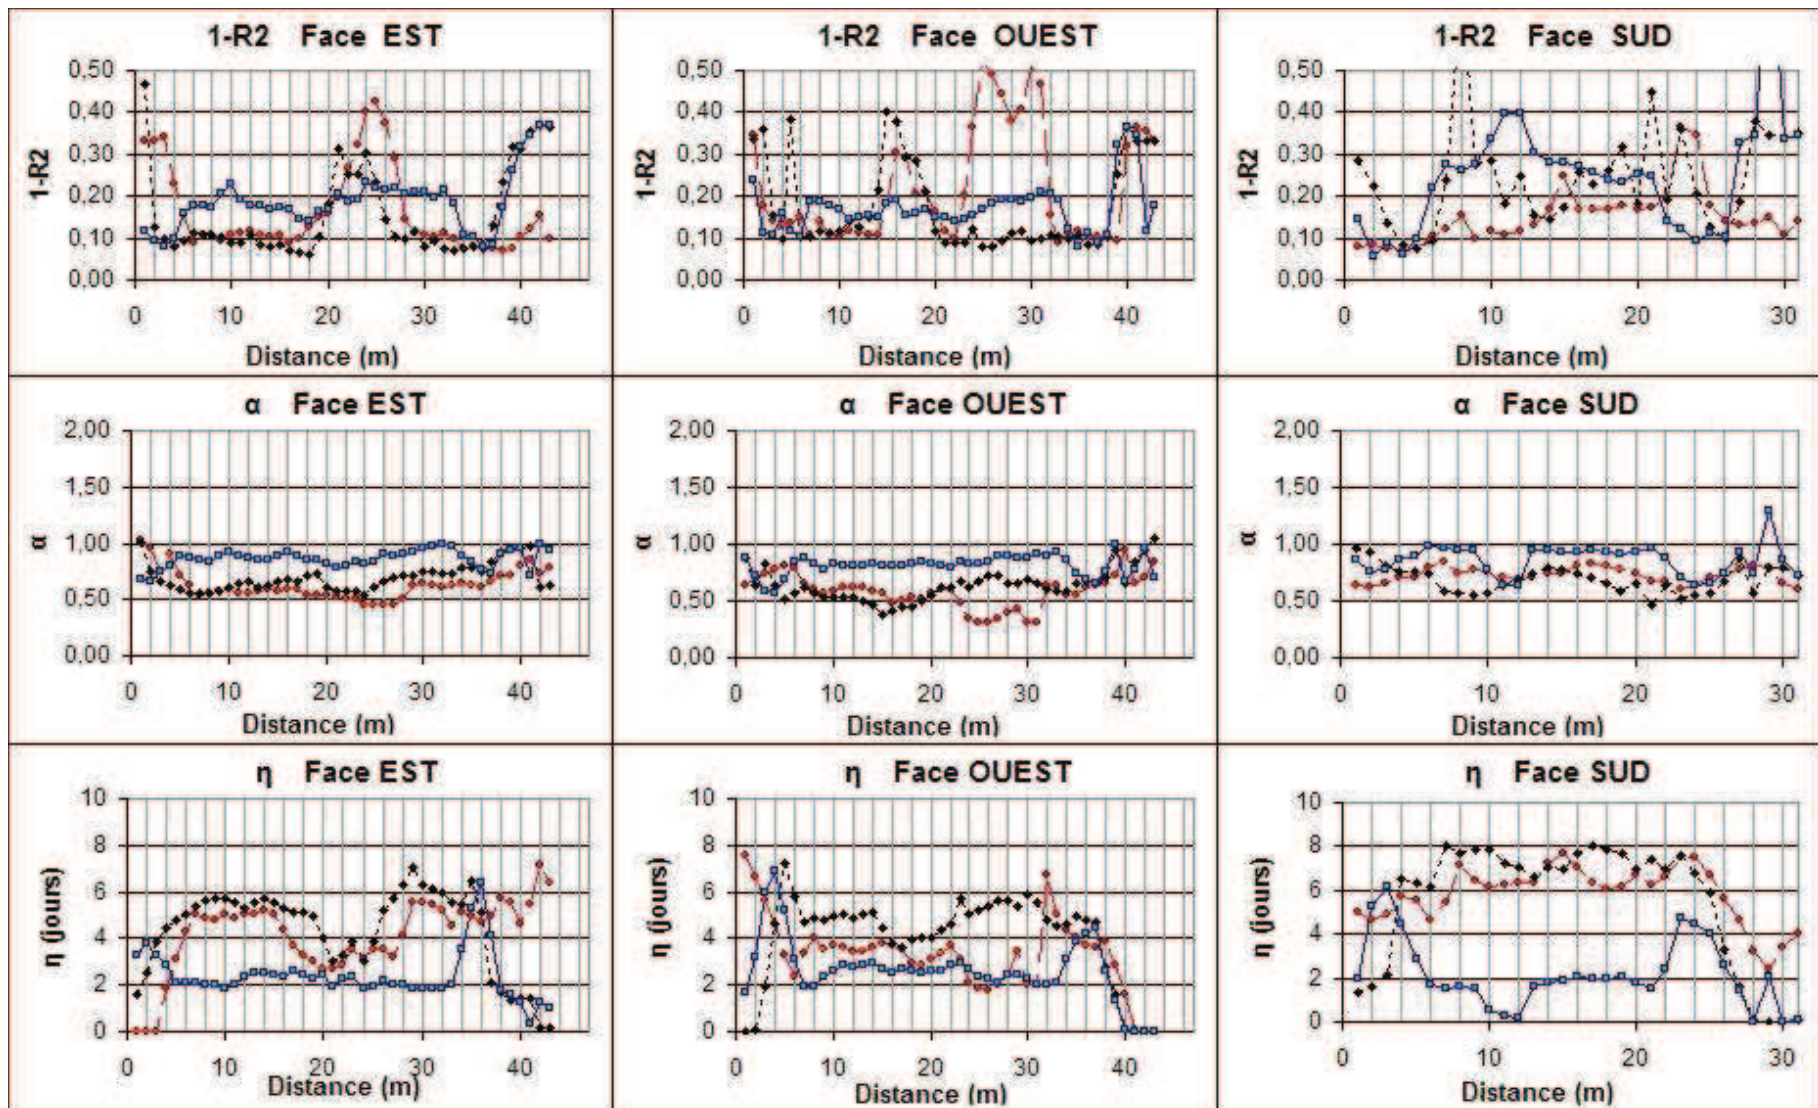 1-R2 Face EST
1-R2
0,50
0,40
0,30
0,20
0,10
0,00
0 10 20 30 40
Distance (m)
1-R2 Face OUEST
1-R2
0,50
0,40
0,30
0,20
0,10
0,00
0 10 20 30 40
Distance (m)
1-R2 Face SUD
1-R2
0,50
0,40
0,30
0,20
0,10
0,00
0 10 20 30
Distance (m)
α Face EST
α
2,00
1,50
1,00
0,50
0,00
0 10 20 30 40
Distance (m)
α Face OUEST
α
2,00
1,50
1,00
0,50
0,00
0 10 20 30 40
Distance (m)
α Face SUD
α
2,00
1,50
1,00
0,50
0,00
0 10 20 30
Distance (m)
η Face EST
η (jours)
10
8
6
4
2
0
0 10 20 30 40
Distance (m)
η Face OUEST
η (jours)
10
8
6
4
2
0
0 10 20 30 40
Distance (m)
η Face SUD
η (jours)
10
8
6
4
2
0
0 10 20 30
Distance (m)